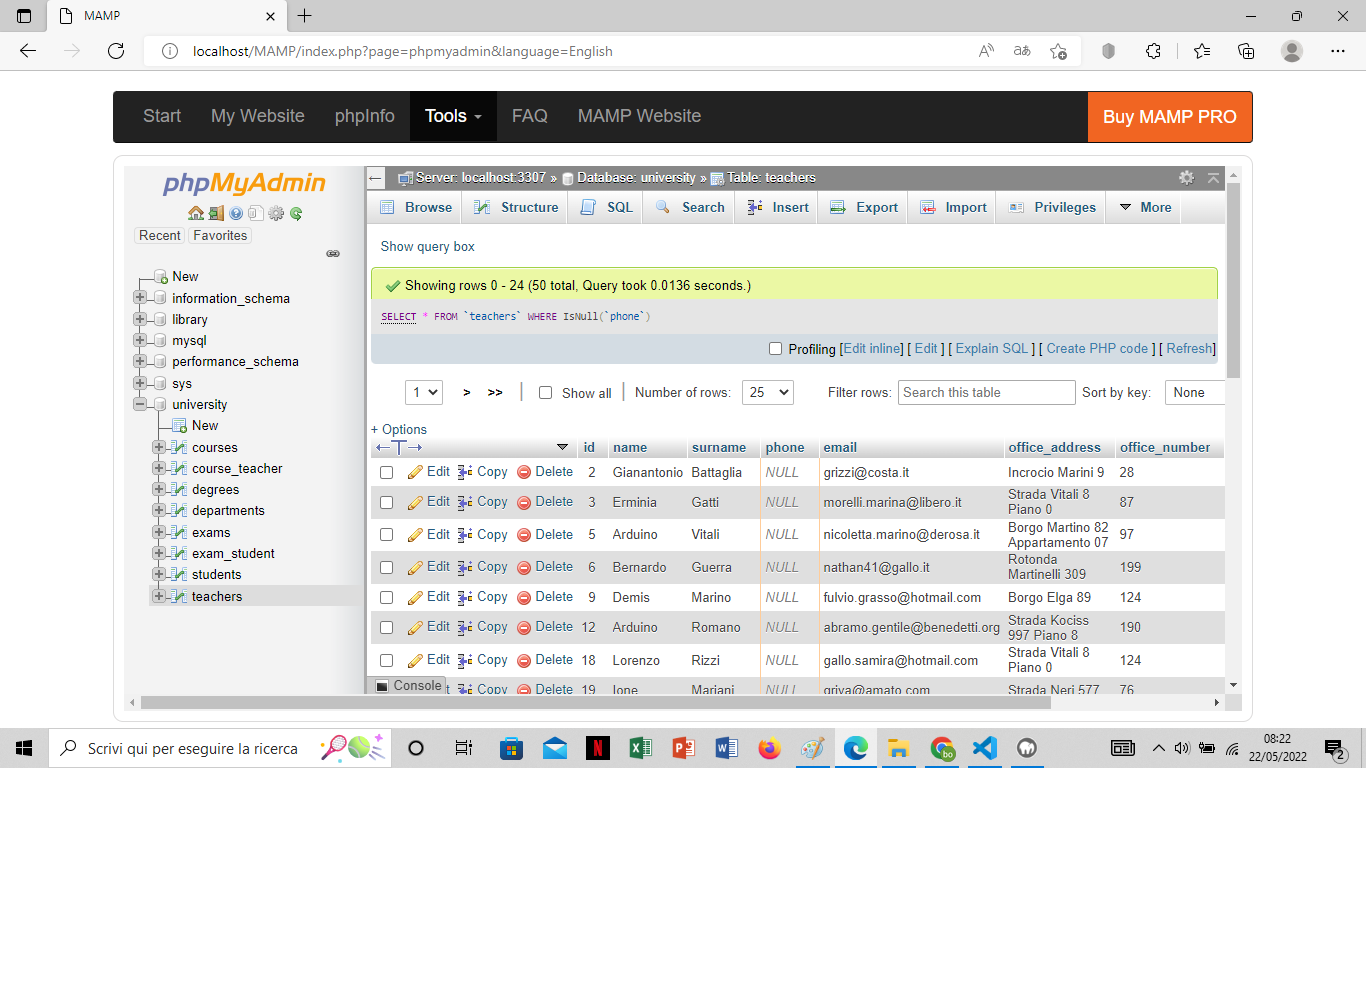 MAMP
localhost/MAMP/index.php?page=phpmyadmin&language=English
Start My Website phpInfo Tools FAQ MAMP Website Buy MAMP PRO
phpMyAdmin
Recent Favorites
New
information_schema
library
mysql
performance_schema
sys
university
New
courses
course_teacher
degrees
departments
exams
exam_student
students
teachers
Server: localhost:3307 » Database: university » Table: teachers
Browse Structure SQL Search Insert Export Import Privileges More
Show query box
Showing rows 0 - 24 (50 total, Query took 0.0136 seconds.)
SELECT * FROM `teachers` WHERE IsNull(`phone`)
Profiling [Edit inline] [ Edit ] [ Explain SQL ] [ Create PHP code ] [ Refresh]
1 > >> | Show all | Number of rows: 25 Filter rows: Search this table Sort by key: None
+ Options
←T→ id name surname phone email office_address office_number
Edit Copy Delete 2 Gianantonio Battaglia NULL grizzi@costa.it Incrocio Marini 9 28
Edit Copy Delete 3 Erminia Gatti NULL morelli.marina@libero.it Strada Vitali 8 Piano 0 87
Edit Copy Delete 5 Arduino Vitali NULL nicoletta.marino@derosa.it Borgo Martino 82 Appartamento 07 97
Edit Copy Delete 6 Bernardo Guerra NULL nathan41@gallo.it Rotonda Martinelli 309 199
Edit Copy Delete 9 Demis Marino NULL fulvio.grasso@hotmail.com Borgo Elga 89 124
Edit Copy Delete 12 Arduino Romano NULL abramo.gentile@benedetti.org Strada Kociss 997 Piano 8 190
Edit Copy Delete 18 Lorenzo Rizzi NULL gallo.samira@hotmail.com Strada Vitali 8 Piano 0 124
Console t Copy Delete 19 Ione Mariani NULL griva@amato.com Strada Neri 577 76
Scrivi qui per eseguire la ricerca
08:22
22/05/2022
2